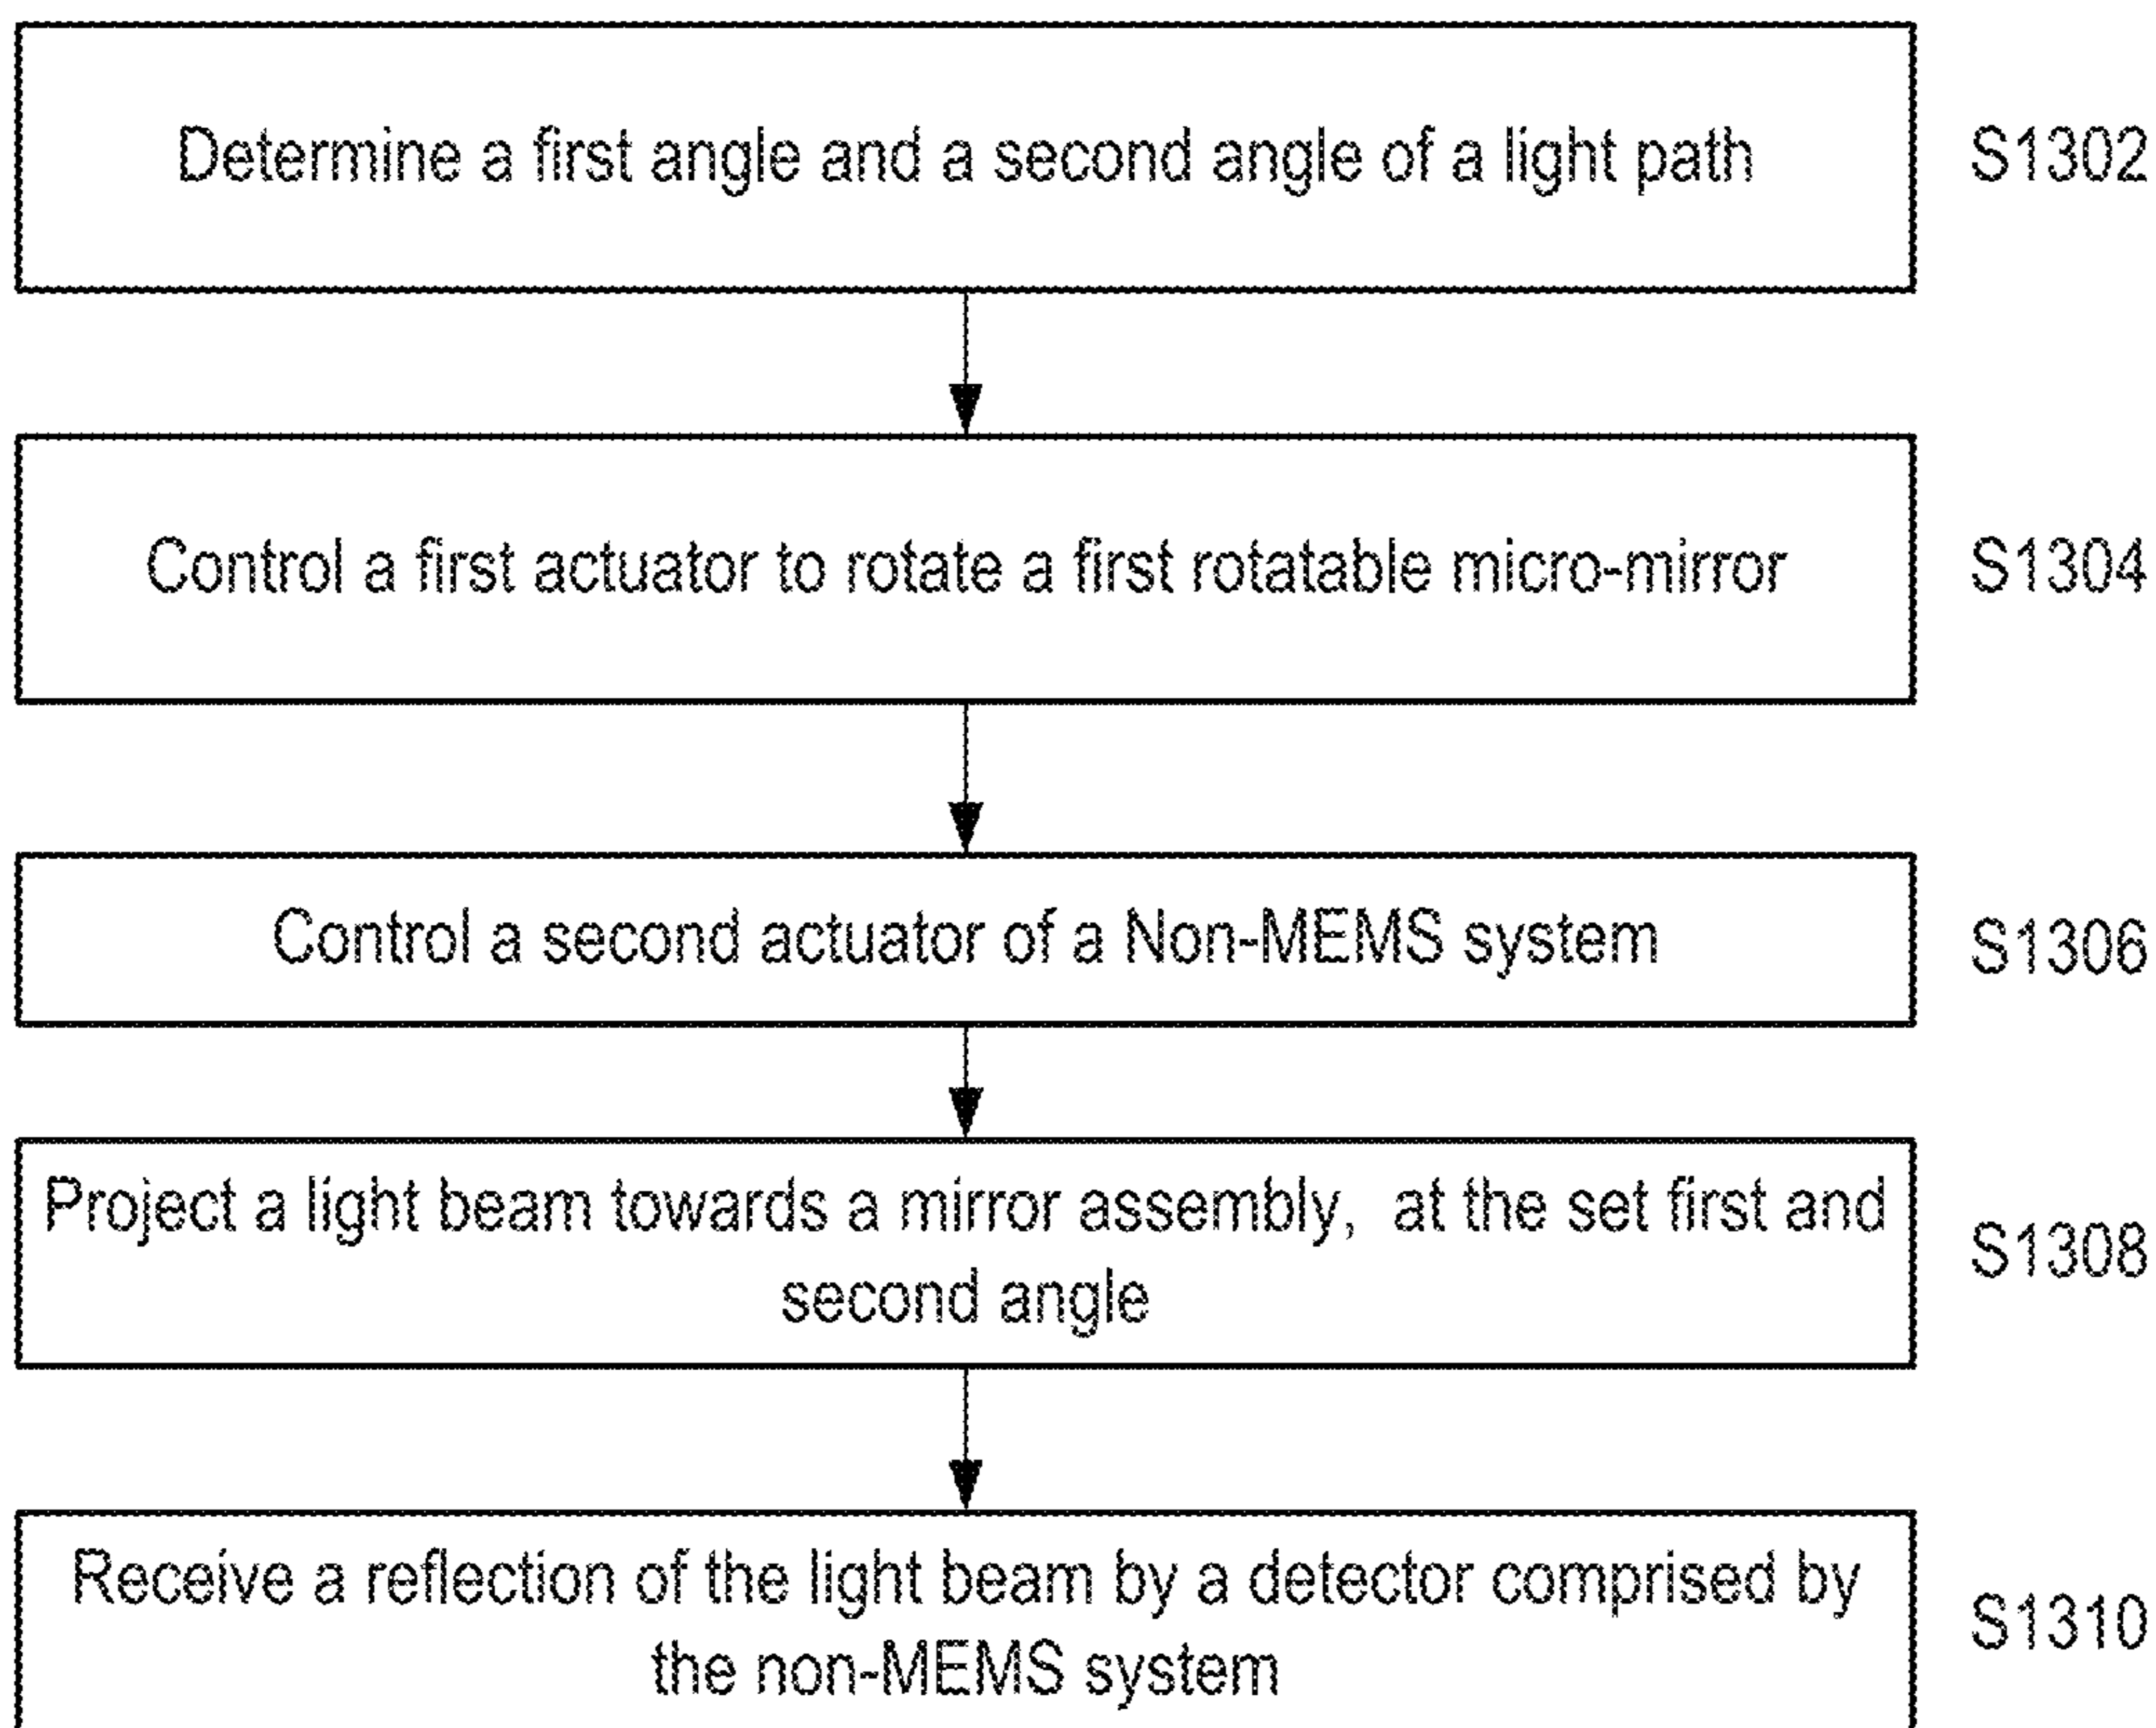 Determine a first angle and a second angle of a light path
S1302
Control a first actuator to rotate a first rotatable micro-mirror
S1304
Control a second actuator of a Non-MEMS system
S1306
Project a light beam towards a mirror assembly, at the set first and
second angle
S1308
Receive a reflection of the light beam by a detector comprised by
the non-MEMS system
S1310